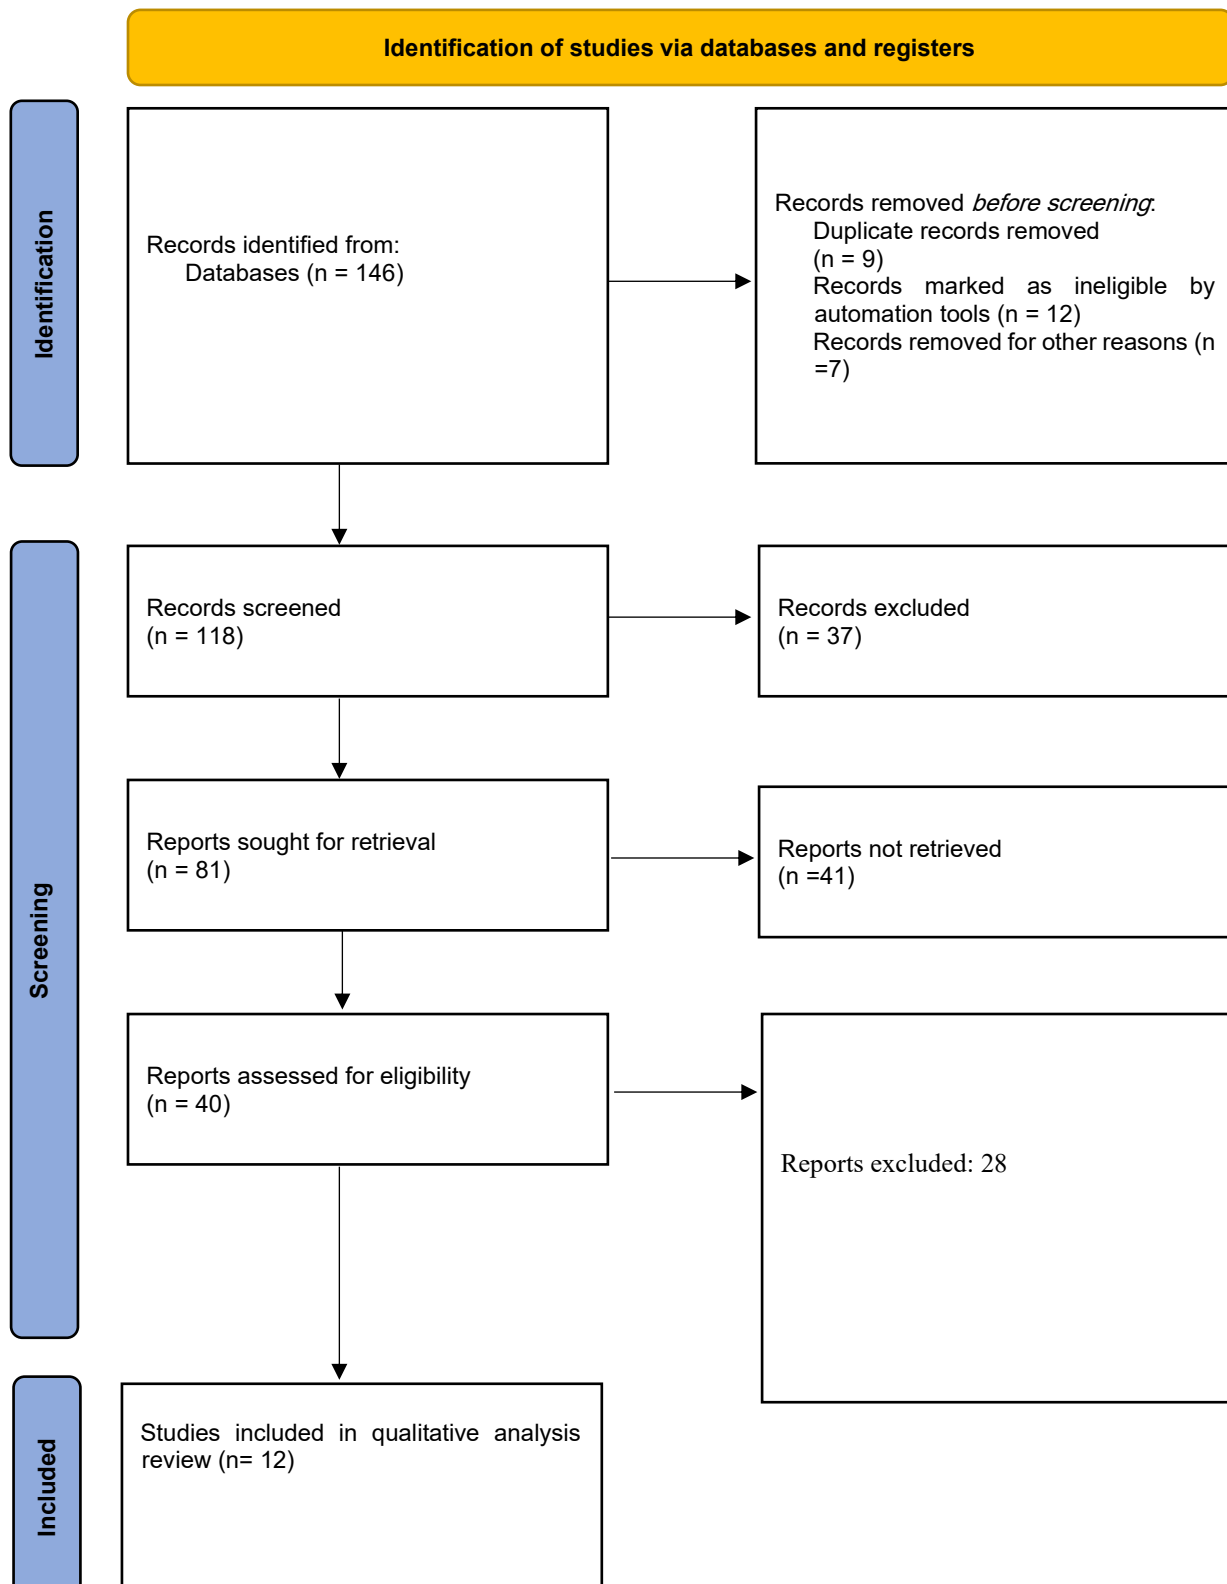 Identification of studies via databases and registers
Identification
Records identified from:
Databases (n = 146)
Records removed before screening:
Duplicate records removed
(n = 9)
Records marked as ineligible by
automation tools (n = 12)
Records removed for other reasons (n
=7)
Screening
Records screened
(n = 118)
Records excluded
(n = 37)
Reports sought for retrieval
(n = 81)
Reports not retrieved
(n =41)
Reports assessed for eligibility
(n = 40)
Reports excluded: 28
Included
Studies included in qualitative analysis
review (n= 12)